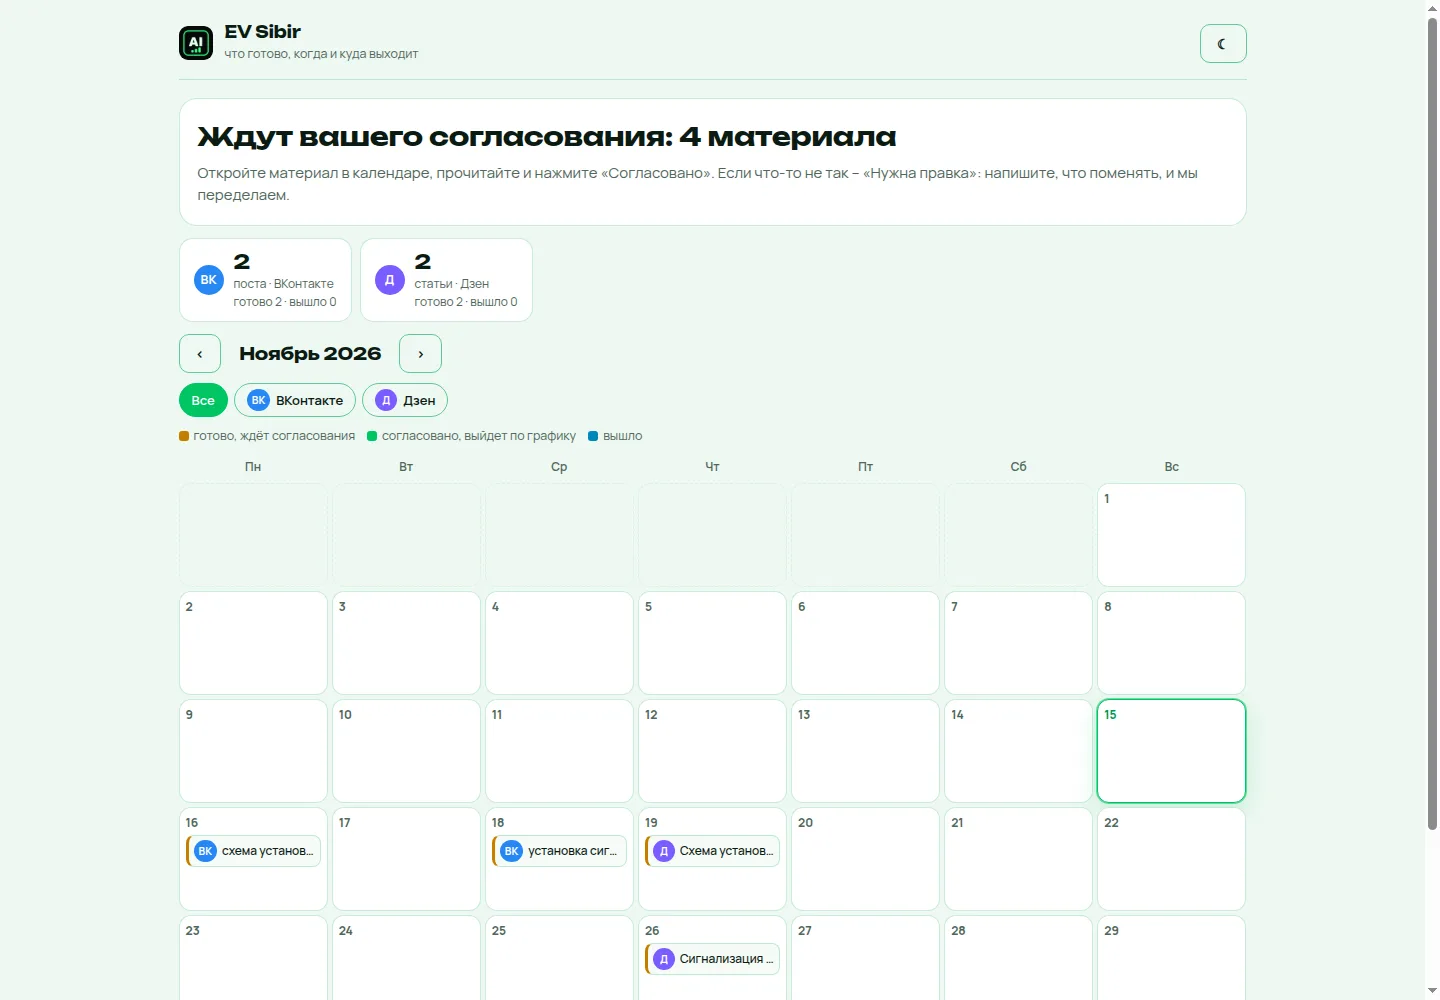 AI
EV Sibir
что готово, когда и куда выходит
☾
Ждут вашего согласования: 4 материала
Откройте материал в календаре, прочитайте и нажмите «Согласовано». Если что-то не так – «Нужна правка»: напишите, что поменять, и мы
переделаем.
ВК
2
поста · ВКонтакте
готово 2 · вышло 0
Д
2
статьи · Дзен
готово 2 · вышло 0
‹ Ноябрь 2026 ›
Все ВК ВКонтакте Д Дзен
готово, ждёт согласования согласовано, выйдет по графику вышло
Пн Вт Ср Чт Пт Сб Вс
1
2 3 4 5 6 7 8
9 10 11 12 13 14 15
16 17 18 19 20 21 22
ВК схема установ… ВК установка сиг… Д Схема установ…
23 24 25 26 27 28 29
Д Сигнализация …